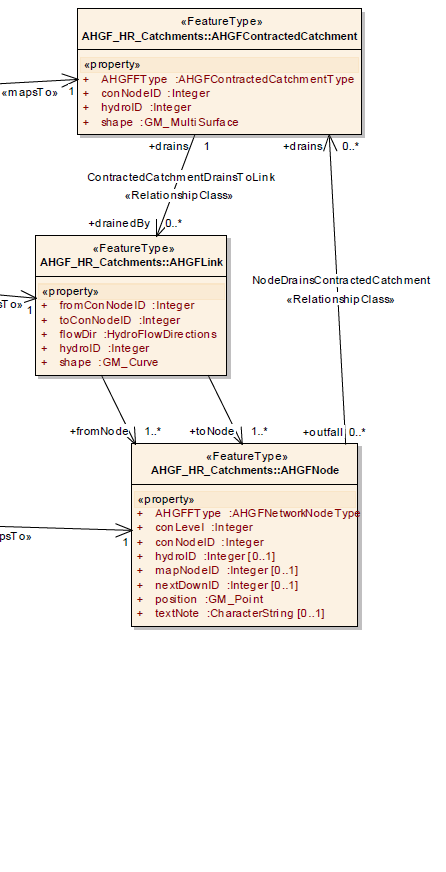 «FeatureType»
AHGF_HR_Catchments::AHGFContractedCatchment
«property»
+ AHGFFType :AHGFContractedCatchmentType
+ conNodeID :Integer
+ hydroID :Integer
+ shape :GM_MultiSurface
«mapsTo» 1
+drains 1
+drains 0..*
ContractedCatchmentDrainsToLink
«RelationshipClass»
+drainedBy 0..*
«FeatureType»
AHGF_HR_Catchments::AHGFLink
«property»
+ fromConNodeID :Integer
+ toConNodeID :Integer
+ flowDir :HydroFlowDirections
+ hydroID :Integer
+ shape :GM_Curve
sTo» 1
NodeDrainsContractedCatchment
«RelationshipClass»
+fromNode 1..*
+toNode 1..*
+outfall 0..*
«FeatureType»
AHGF_HR_Catchments::AHGFNode
«property»
+ AHGFFType :AHGFNetworkNodeType
+ conLevel :Integer
+ conNodeID :Integer
+ hydroID :Integer [0..1]
+ mapNodeID :Integer [0..1]
+ nextDownID :Integer [0..1]
+ position :GM_Point
+ textNote :CharacterString [0..1]
psTo» 1